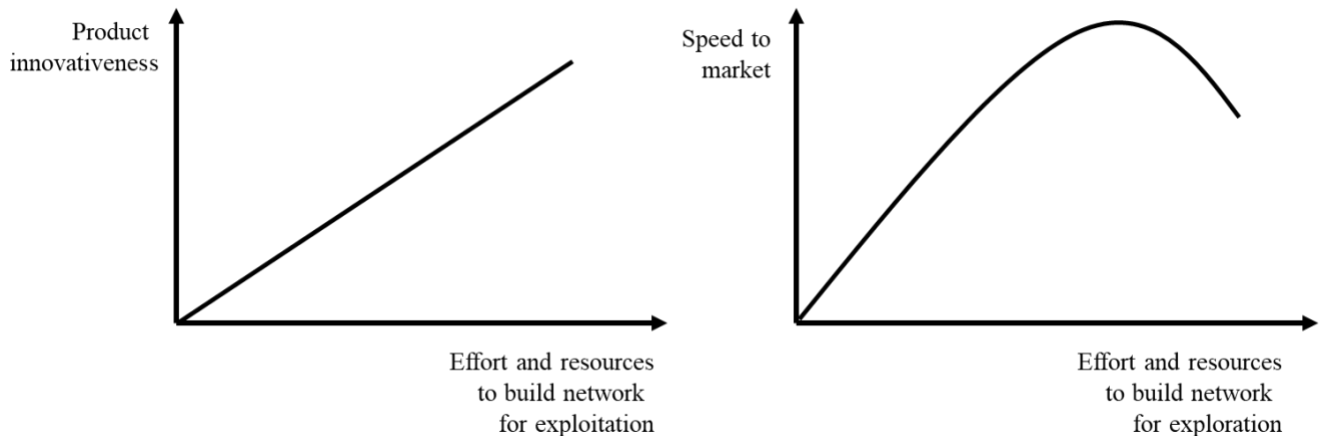 Product
innovativeness
Effort and resources
to build network
for exploitation
Speed to
market
Effort and resources
to build network
for exploration